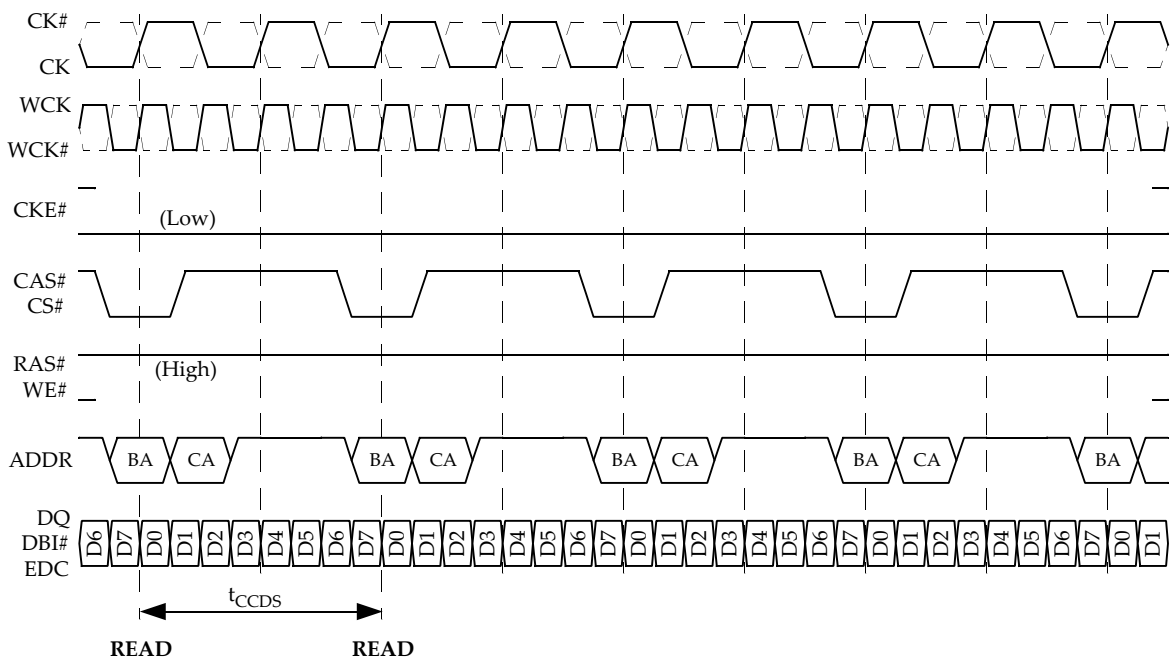 CK#
CK
WCK
WCK#
CKE#
(Low)
CAS#
CS#
RAS#
(High)
WE#
ADDR BA CA BA CA BA CA BA CA BA
DQ
DBI#
EDC
D6 D7 D0 D1 D2 D3 D4 D5 D6 D7 D0 D1 D2 D3 D4 D5 D6 D7 D0 D1 D2 D3 D4 D5 D6 D7 D0 D1 D2 D3 D4 D5 D6 D7 D0 D1
tCCDS
READ READ